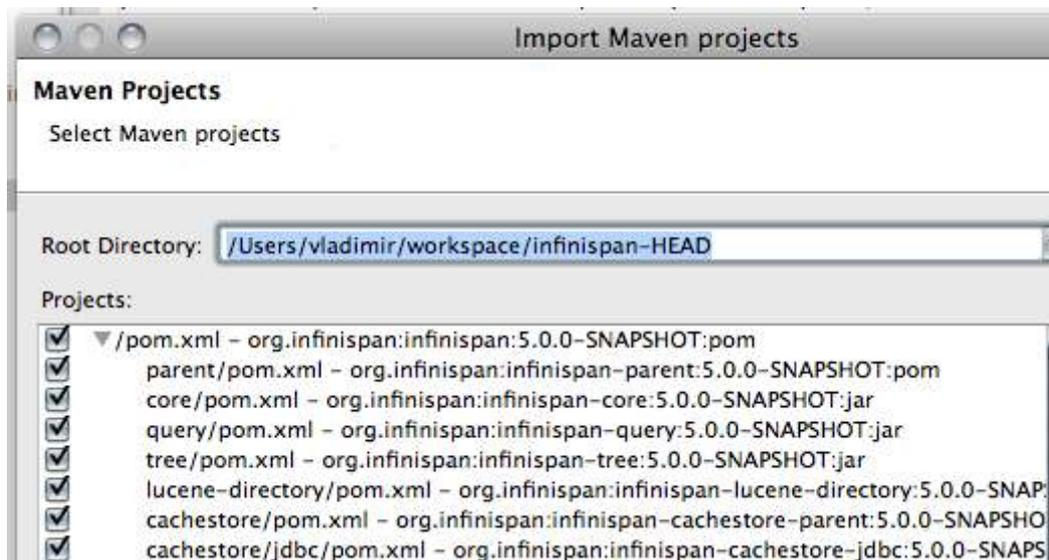 Import Maven projects
Maven Projects
Select Maven projects
Root Directory: /Users/vladimir/workspace/infinispan-HEAD
Projects:
/pom.xml – org.infinispan:infinispan:5.0.0-SNAPSHOT:pom
parent/pom.xml – org.infinispan:infinispan-parent:5.0.0-SNAPSHOT:pom
core/pom.xml – org.infinispan:infinispan-core:5.0.0-SNAPSHOT:jar
query/pom.xml – org.infinispan:infinispan-query:5.0.0-SNAPSHOT:jar
tree/pom.xml – org.infinispan:infinispan-tree:5.0.0-SNAPSHOT:jar
lucene-directory/pom.xml – org.infinispan:infinispan-lucene-directory:5.0.0-SNAP
cachestore/pom.xml – org.infinispan:infinispan-cachestore-parent:5.0.0-SNAPSHO
cachestore/jdbc/pom.xml – org.infinispan:infinispan-cachestore-jdbc:5.0.0-SNAPS